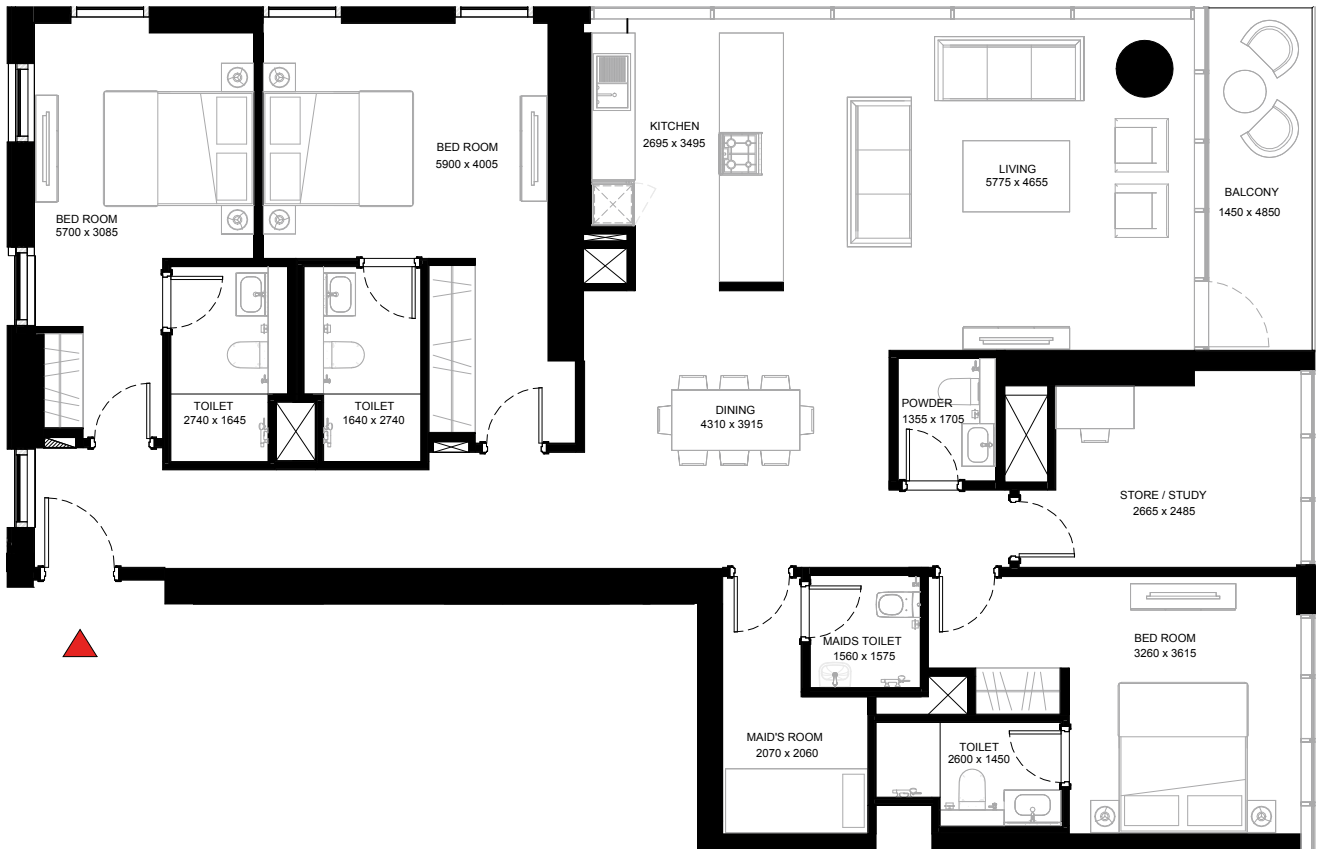 KITCHEN
2695 x 3495
BED ROOM
5900 x 4005
LIVING
5775 x 4655
BALCONY
1450 x 4850
BED ROOM
5700 x 3085
TOILET
2740 x 1645
TOILET
1640 x 2740
DINING
4310 x 3915
POWDER
1355 x 1705
STORE / STUDY
2665 x 2485
MAIDS TOILET
1560 x 1575
BED ROOM
3260 x 3615
MAID'S ROOM
2070 x 2060
TOILET
2600 x 1450